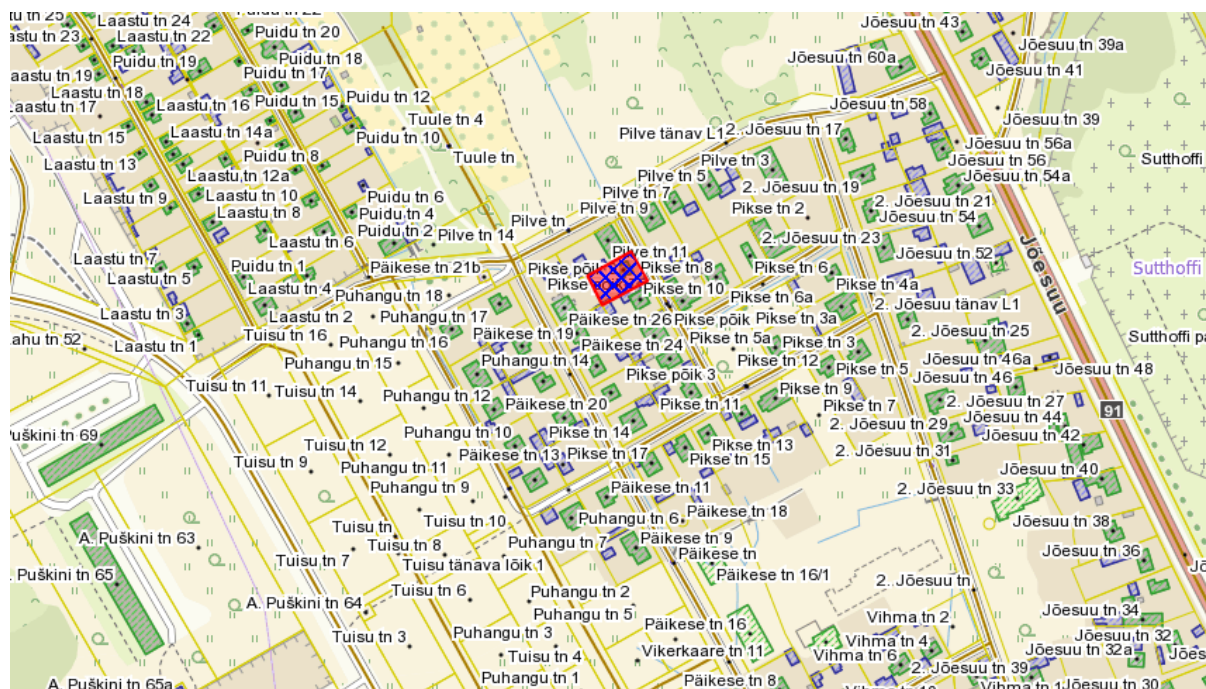 Laastu tn 24
Puidu tn 20
Jõesuu tn 43
Laastu tn 22
Jõesuu tn 39a
Puidu tn 19
Puidu tn 18
Jõesuu tn 60a
Puidu tn 17
Jõesuu tn 41
Laastu tn 18
Laastu tn 16
Puidu tn 15
Puidu tn 12
Jõesuu tn 58
Laastu tn 15
Laastu tn 14a
Puidu tn 10
Tuule tn 4
Pilve tänav L1
2. Jõesuu tn 17
Jõesuu tn 39
Jõesuu tn 56a
Laastu tn 13
Puidu tn 8
Tuule tn
Pilve tn 3
Jõesuu tn 56
Sutthoffi
Laastu tn 12a
Pilve tn 5
Jõesuu tn 54a
Laastu tn 9
Laastu tn 10
Puidu tn 6
Pilve tn 7
2. Jõesuu tn 19
2. Jõesuu tn 21
Laastu tn 8
Puidu tn 4
Pilve tn 9
Pikse tn 2
Jõesuu tn 54
Laastu tn 6
Puidu tn 2
Pilve tn
Pilve tn 14
Pilve tn 11
2. Jõesuu tn 23
Jõesuu tn 52
Jõesuu
Laastu tn 7
Laastu tn 5
Puidu tn 1
Päikese tn 21b
Pikse põik
Pikse tn 8
Pikse tn 6
Sutthoffi
Laastu tn 4
Puhangu tn 18
Pikse
Pikse tn 10
Pikse tn 6a
Pikse tn 4a
2. Jõesuu tänav L1
Laastu tn 3
Laastu tn 2
Puhangu tn 17
Päikese tn 26
Pikse põik
Pikse tn 3a
Laastu tn 1
Tuisu tn 16
Puhangu tn 16
Päikese tn 19
Päikese tn 24
Pikse tn 5a
Pikse tn 3
2. Jõesuu tn 25
Puhangu tn 15
Puhangu tn 14
Pikse tn 12
Pikse tn 5
Jõesuu tn 46a
Jõesuu tn 48
Tuisu tn 11
Tuisu tn 14
Pikse põik 3
Jõesuu tn 46
Puhangu tn 12
Päikese tn 20
Pikse tn 11
Pikse tn 9
Pikse tn 7
2. Jõesuu tn 27
91
Jõesuu tn 44
Puhangu tn 10
Pikse tn 14
2. Jõesuu tn 29
Jõesuu tn 42
Tuisu tn 12
Pikse tn 13
Tuisu tn 9
Puhangu tn 11
Päikese tn 13
Pikse tn 17
Pikse tn 15
2. Jõesuu tn 31
Jõesuu tn 40
Puhangu tn 9
Päikese tn 11
2. Jõesuu tn 33
Tuisu tn
Tuisu tn 10
Puhangu tn 6
Päikese tn 18
Jõesuu tn 38
A. Puškini tn 63
Tuisu tn 8
Puhangu tn 7
Päikese tn 9
Jõesuu tn 36
Tuisu tn 7
Tuisu tänava lõik 1
Päikese tn
Päikese tn 16/1
2. Jõesuu tn
Puškini tn 65
A. Puškini tn 64
Tuisu tn 6
Puhangu tn 2
Puhangu tn 5
Päikese tn 16
Vihma tn 2
Jõesuu tn 34
Tuisu tn 3
Puhangu tn 3
Vihma tn 4
Jõesuu tn 32
Tuisu tn 4
Vikerkaare tn 11
Vihma tn 6
2. Jõesuu tn 39
Jõesuu tn 32a
A. Puškini tn 65a
Puhangu tn 1
Päikese tn 8
Jõesuu tn 30